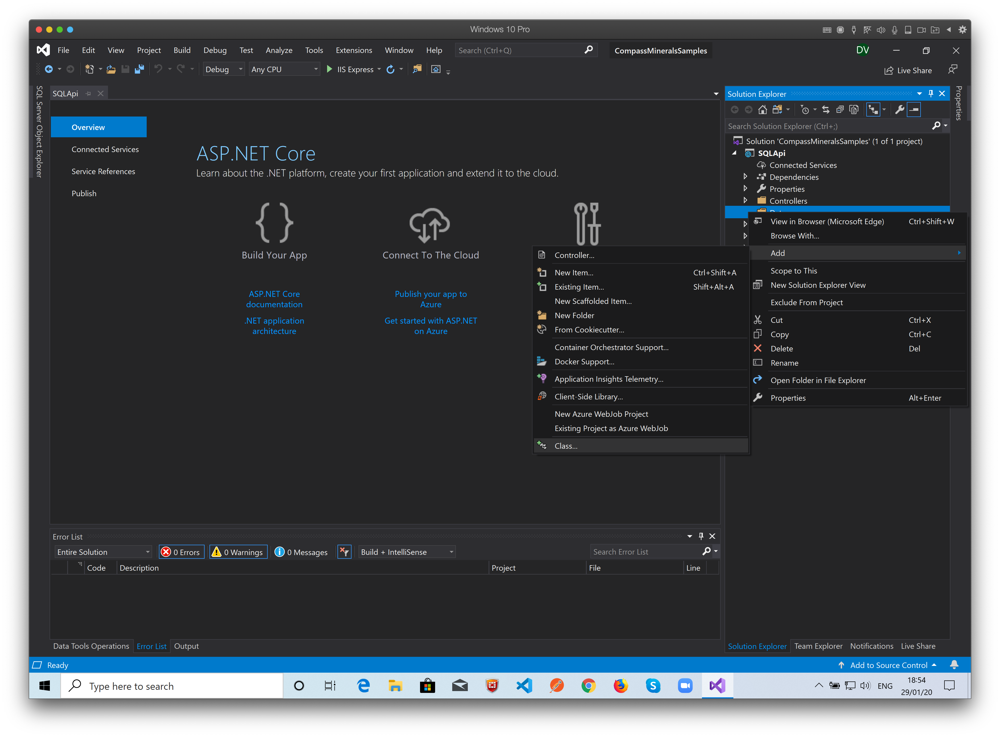 Windows 10 Pro
File Edit View Project Build Debug Test Analyze Tools Extensions Window Help Search (Ctrl+Q) CompassMineralsSamples DV
Debug Any CPU IIS Express Live Share
SQL Server Object Explorer
SQLApi
Overview
Connected Services
Service References
Publish
ASP.NET Core
Learn about the .NET platform, create your first application and extend it to the cloud.
Build Your App
Connect To The Cloud
ASP.NET Core
documentation
.NET application
architecture
Publish your app to
Azure
Get started with ASP.NET
on Azure
Solution Explorer
Properties
Search Solution Explorer (Ctrl+;)
Solution 'CompassMineralsSamples' (1 of 1 project)
SQLApi
Connected Services
Dependencies
Properties
Controllers
View in Browser (Microsoft Edge) Ctrl+Shift+W
Browse With...
Add
Scope to This
New Solution Explorer View
Exclude From Project
Cut Ctrl+X
Copy Ctrl+C
Delete Del
Rename
Open Folder in File Explorer
Properties Alt+Enter
Controller...
New Item... Ctrl+Shift+A
Existing Item... Shift+Alt+A
New Scaffolded Item...
New Folder
From Cookiecutter...
Container Orchestrator Support...
Docker Support...
Application Insights Telemetry...
Client-Side Library...
New Azure WebJob Project
Existing Project as Azure WebJob
Class...
Error List
Entire Solution 0 Errors 0 Warnings 0 Messages Build + IntelliSense Search Error List
Code Description Project File Line
Data Tools Operations Error List Output
Solution Explorer Team Explorer Notifications Live Share
Ready Add to Source Control
Type here to search
ENG
18:54
29/01/20